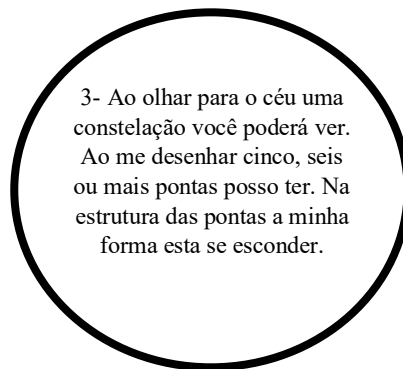 3- Ao olhar para o céu uma
constelação você poderá ver.
Ao me desenhar cinco, seis
ou mais pontas posso ter. Na
estrutura das pontas a minha
forma esta se esconder.